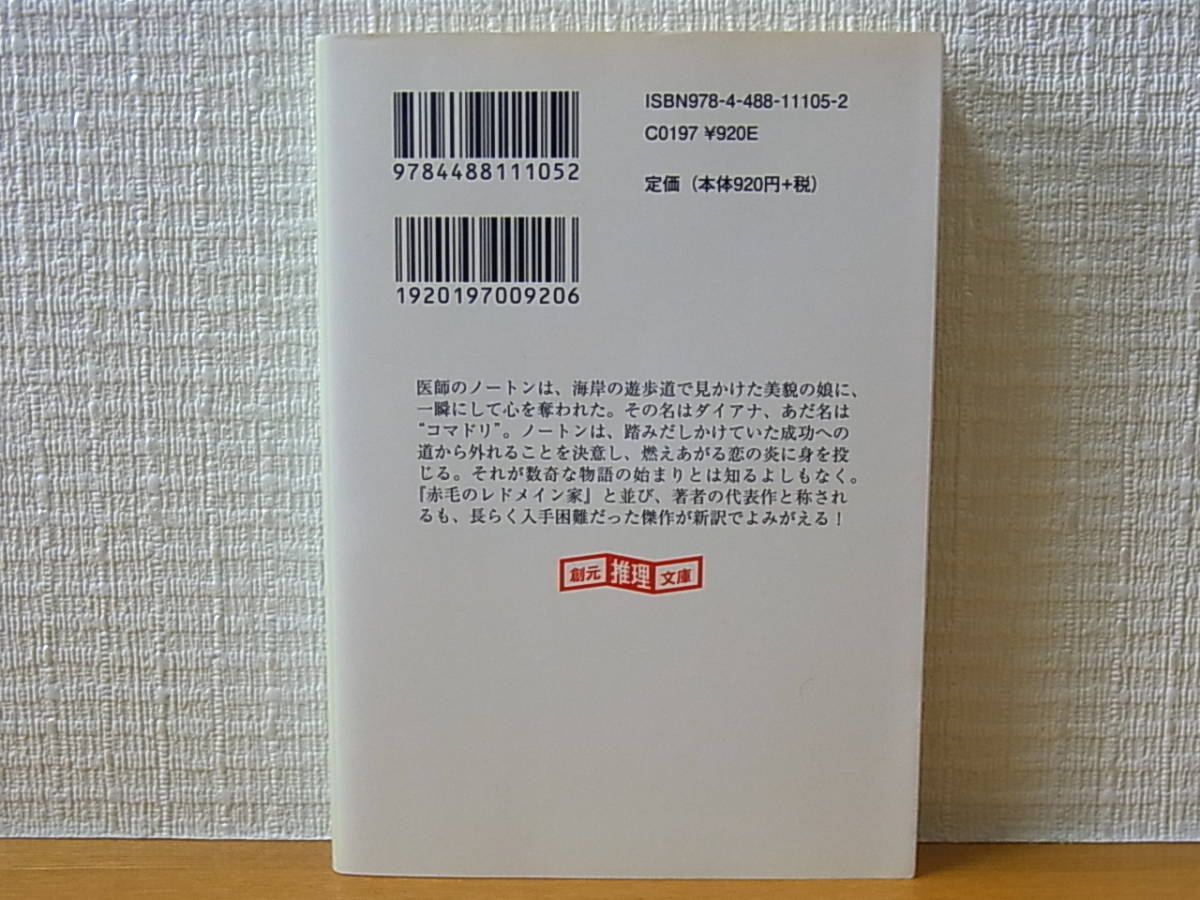 ISBN978-4-488-11105-2
C0197 ¥920E
定価（本体920円+税）
9784488111052
1920197009206
医師のノートンは、海岸の遊歩道で見かけた美貌の娘に、
一瞬にして心を奪われた。その名はダイアナ、あだ名は
“コマドリ”。ノートンは、踏みだしかけていた成功への
道から外れることを決意し、燃えあがる恋の炎に身を投
じる。それが数奇な物語の始まりとは知るよしもなく。
『赤毛のレドメイン家』と並び、著者の代表作と称され
るも、長らく入手困難だった傑作が新訳でよみがえる！
創元推理文庫